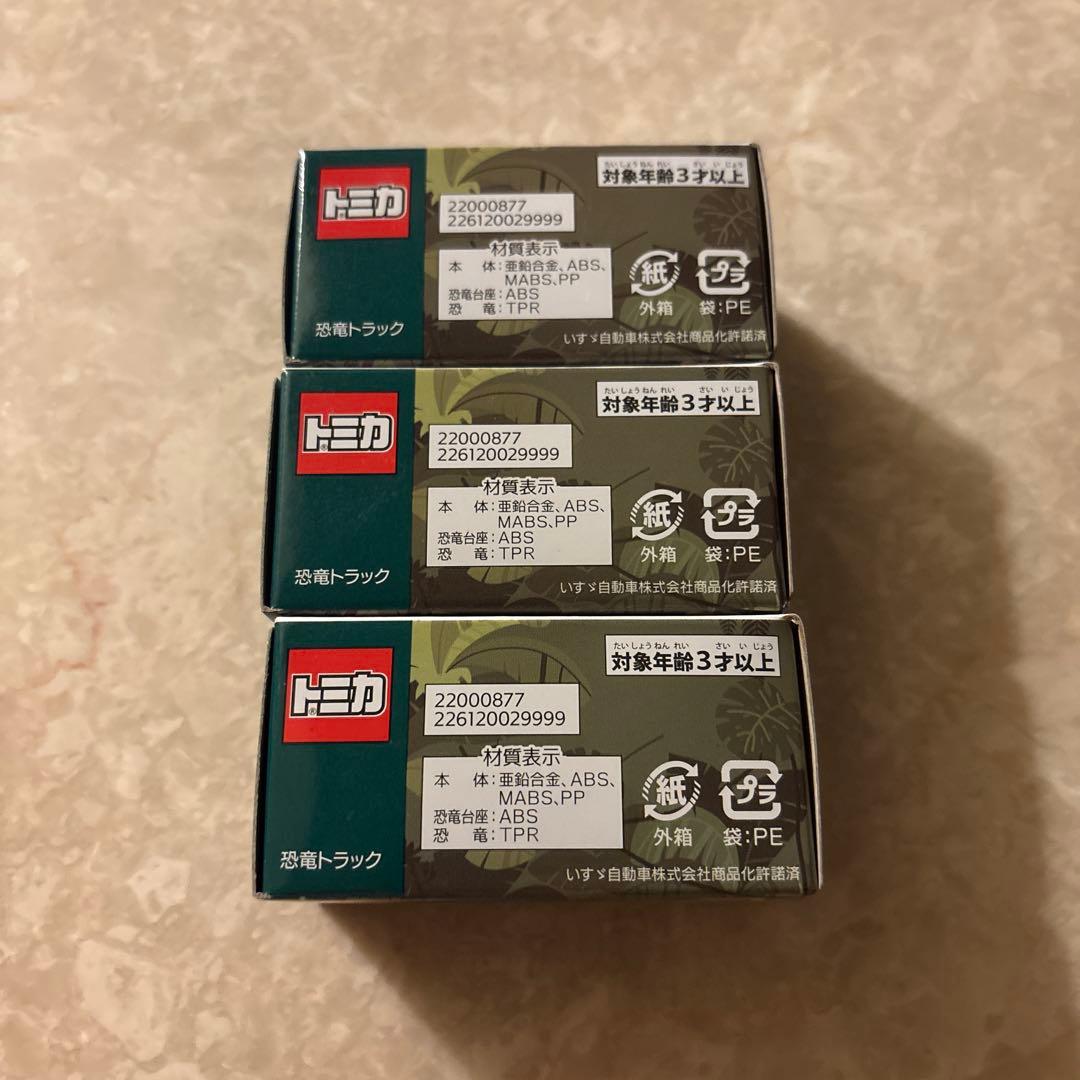 トミカ®
22000877
226120029999
たいしょうねんれい ざい いじょう
対象年齢3才以上
材質表示
本 体:亜鉛合金、ABS、
MABS、PP
恐竜台座:ABS
恐 竜:TPR
紙
外箱
プラ
袋:PE
恐竜トラック
いすゞ自動車株式会社商品化許諾済
トミカ®
22000877
226120029999
たいしょうねんれい さい いじょう
対象年齢3才以上
材質表示
本 体:亜鉛合金、ABS、
MABS、PP
恐竜台座:ABS
恐 竜:TPR
紙
外箱
プラ
袋:PE
恐竜トラック
いすゞ自動車株式会社商品化許諾済
トミカ®
22000877
226120029999
たいしょうねんれい さい いじょう
対象年齢3才以上
材質表示
本 体:亜鉛合金、ABS、
MABS、PP
恐竜台座:ABS
恐 竜:TPR
紙
外箱
プラ
袋:PE
恐竜トラック
いすゞ自動車株式会社商品化許諾済